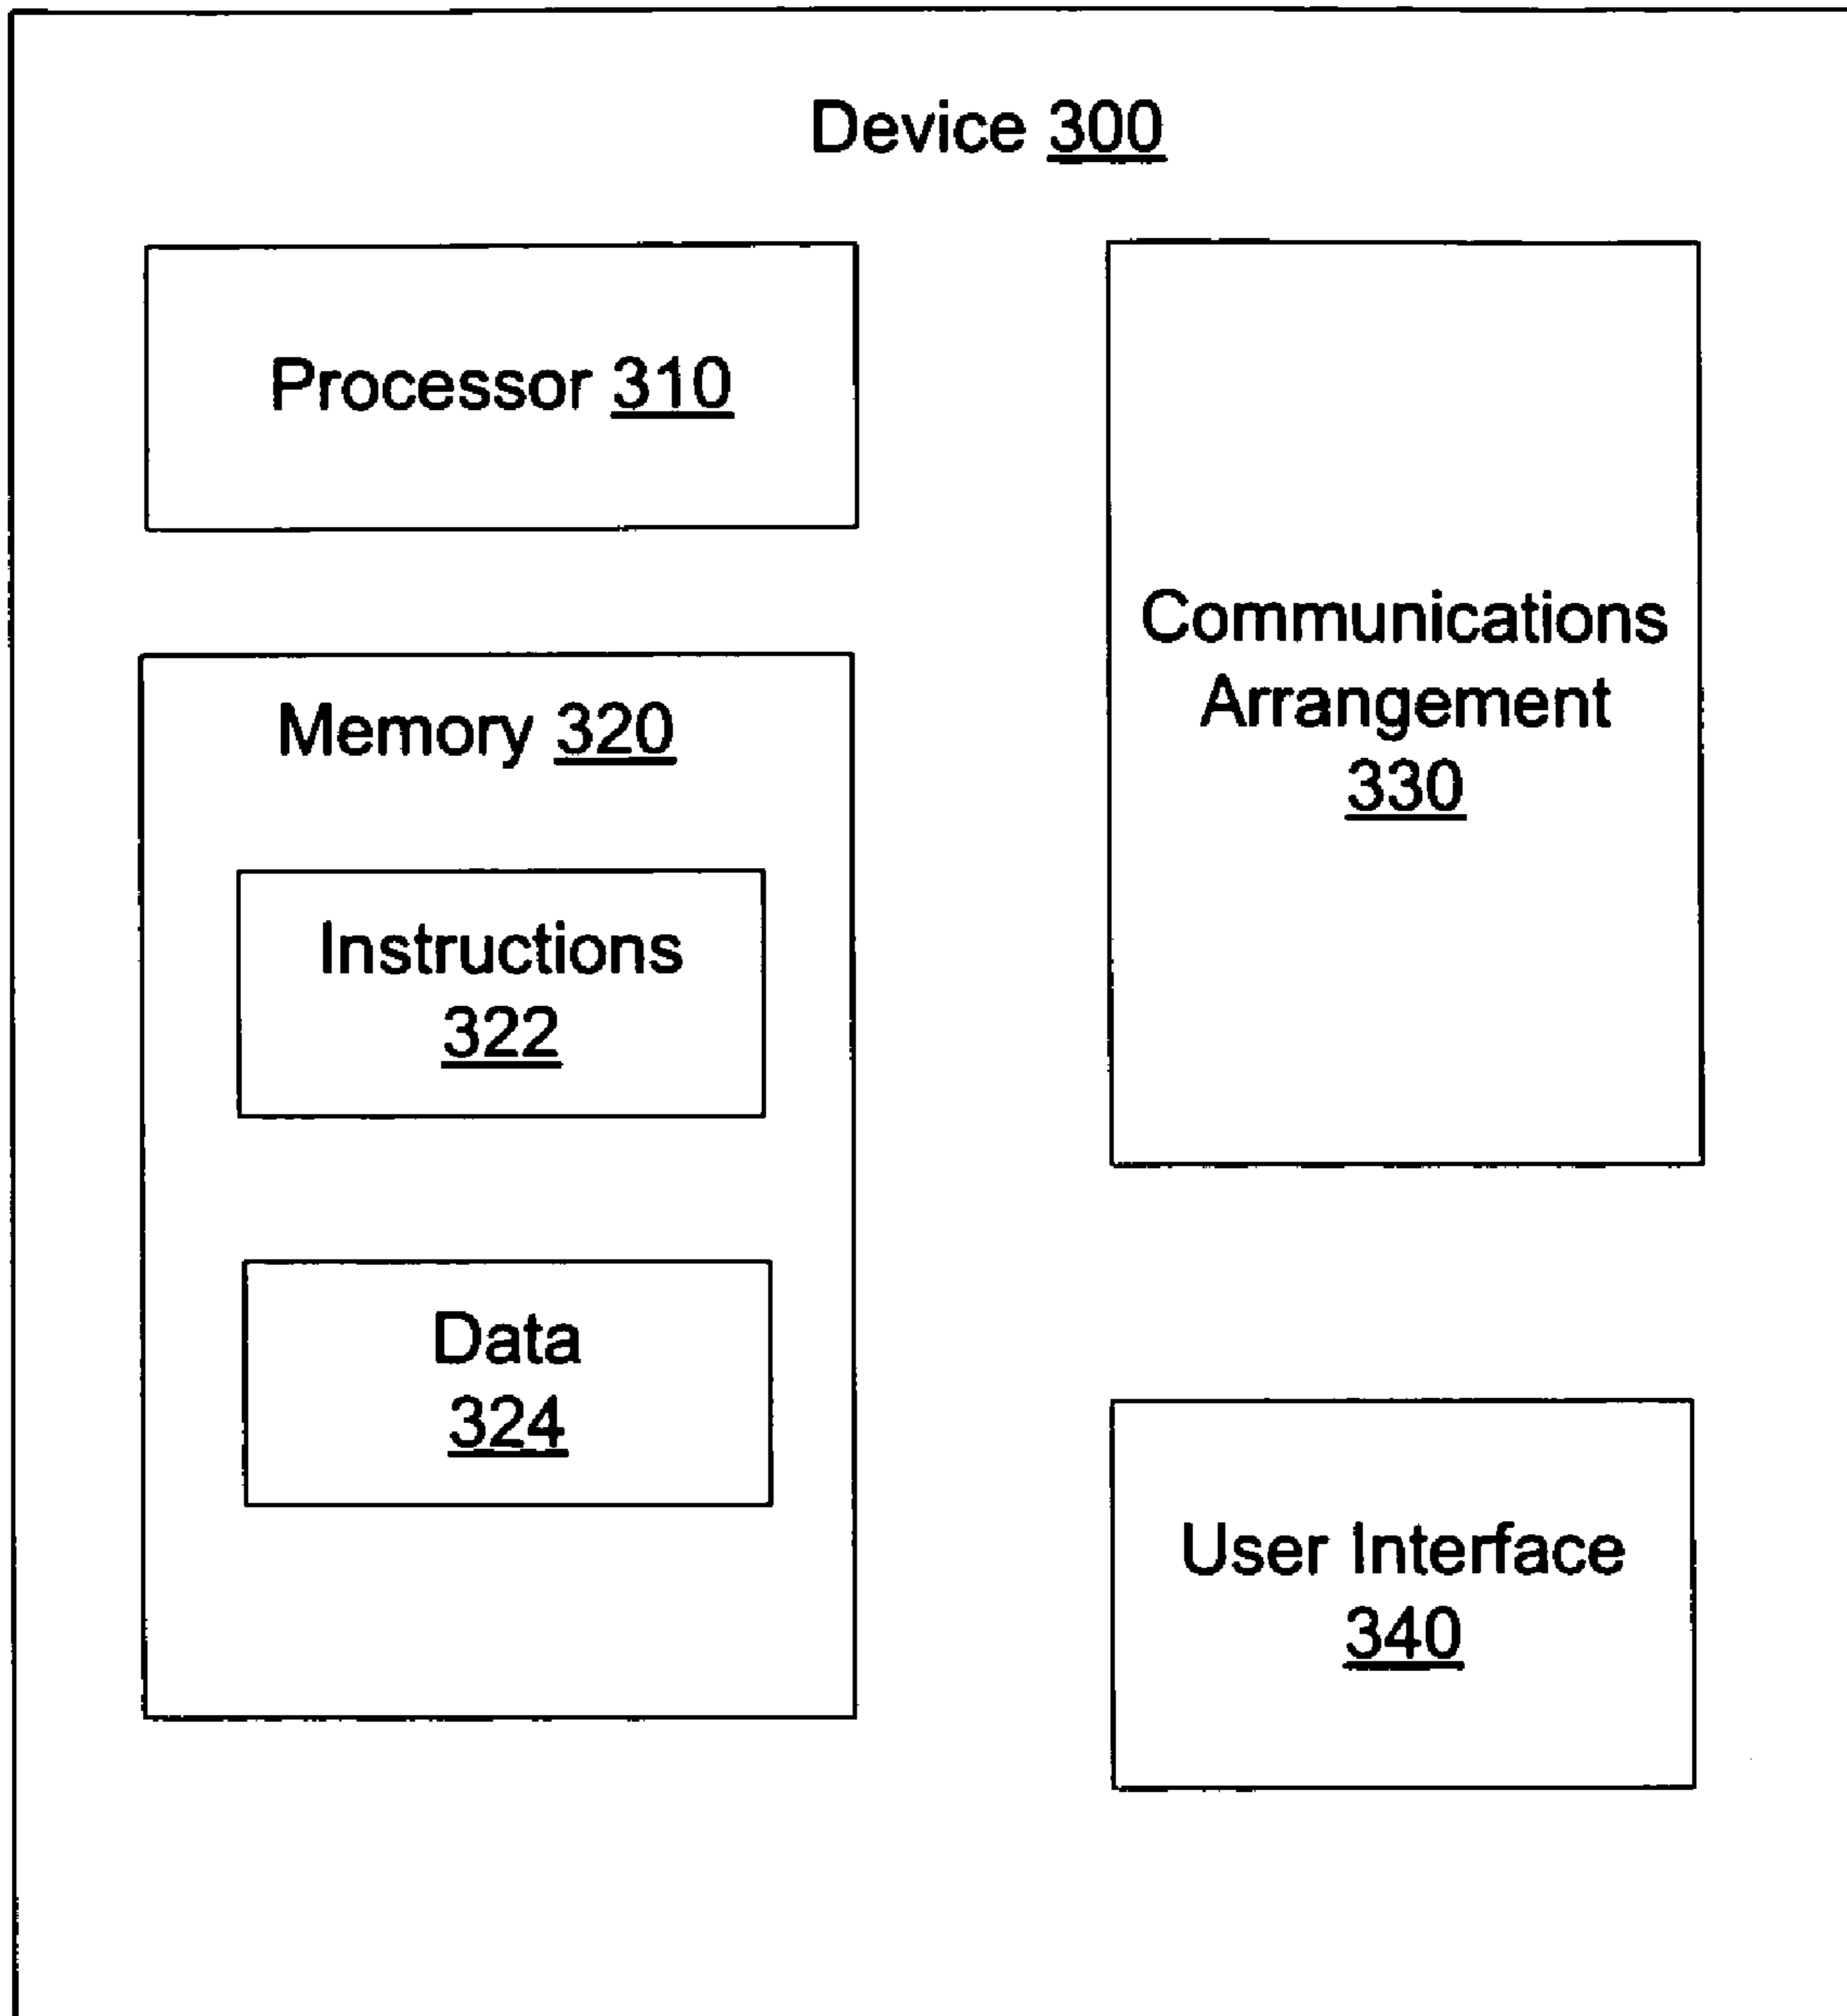 Device 300
Processor 310
Memory 320
Instructions
322
Data
324
Communications
Arrangement
330
User Interface
340